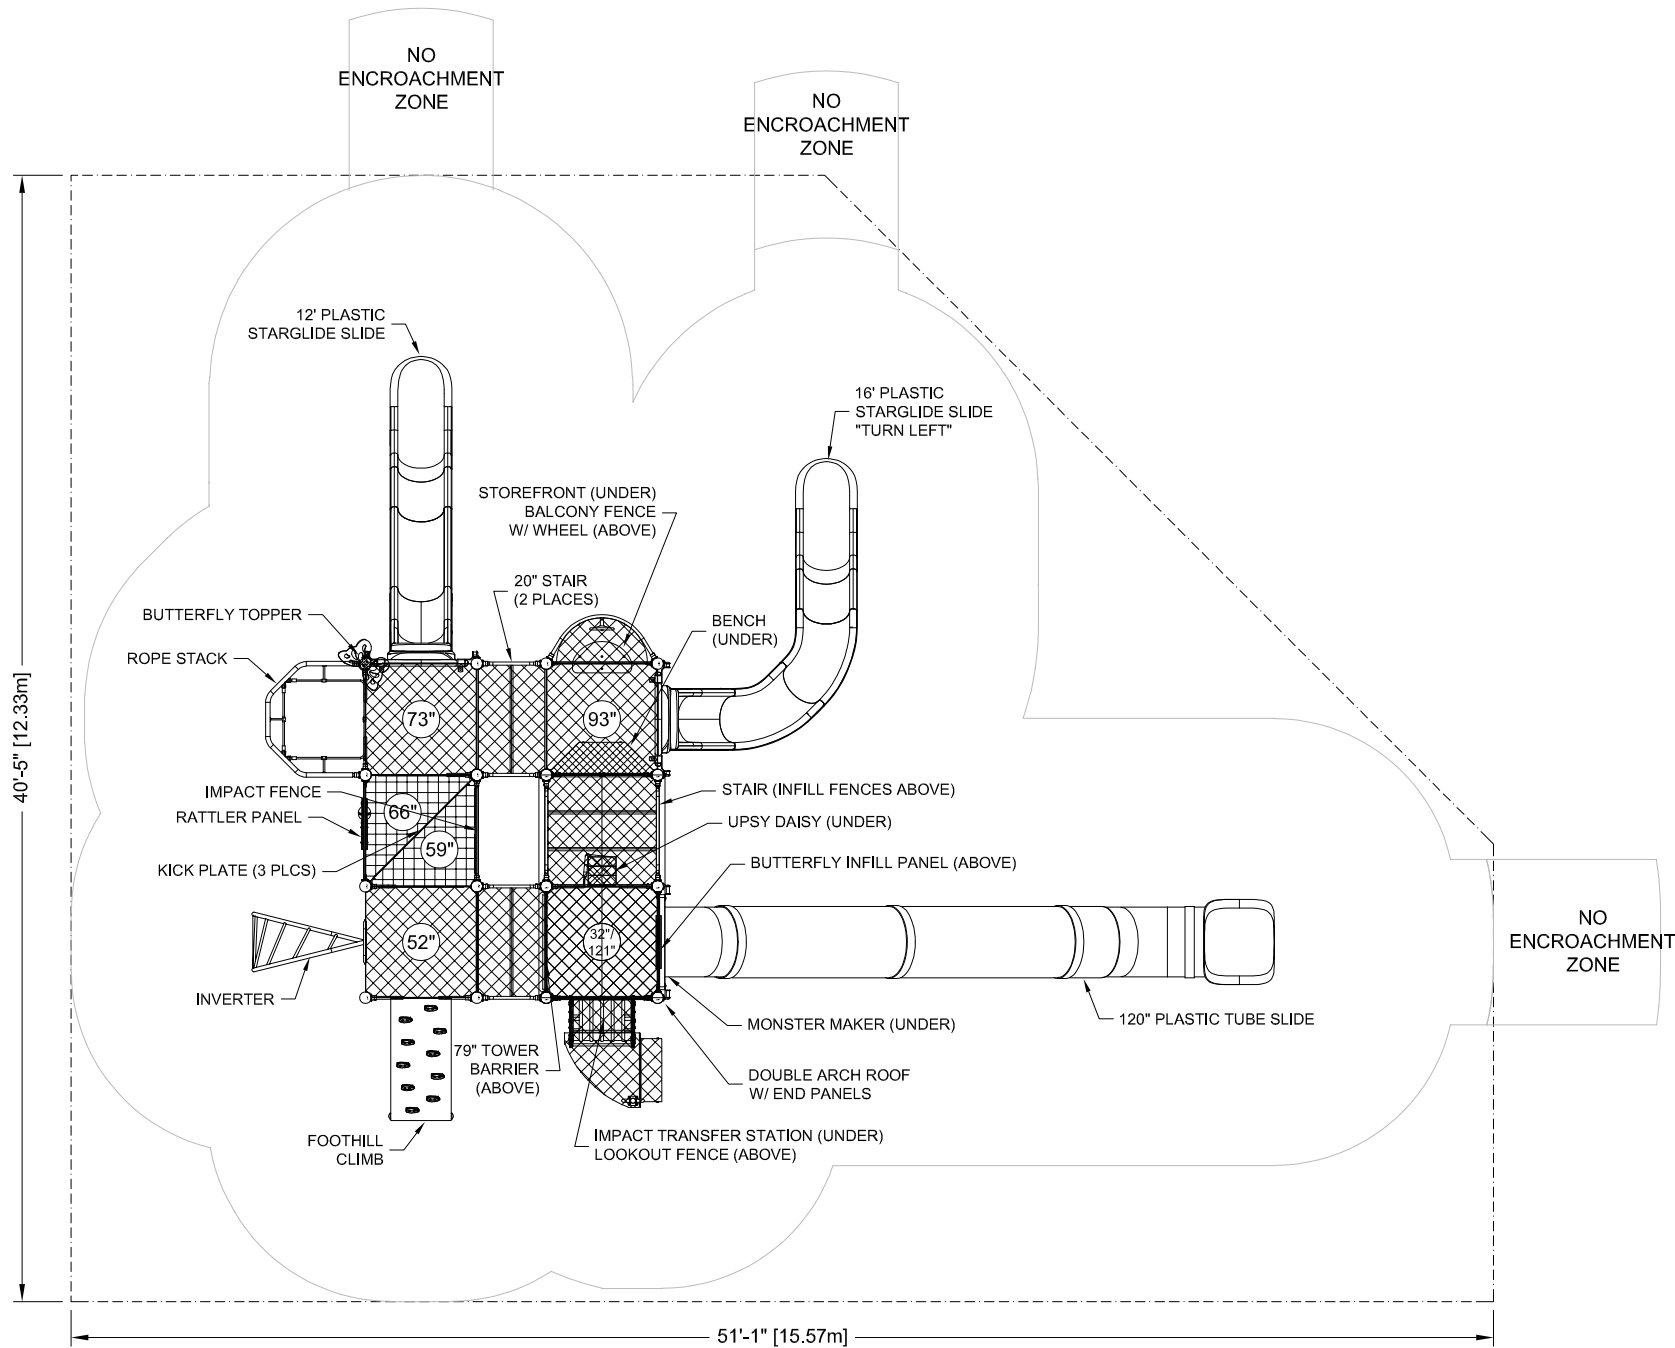 NO
ENCROACHMENT
ZONE
NO
ENCROACHMENT
ZONE
12' PLASTIC
STARGLIDE SLIDE
16' PLASTIC
STARGLIDE SLIDE
"TURN LEFT"
STOREFRONT (UNDER)
BALCONY FENCE
W/ WHEEL (ABOVE)
20" STAIR
(2 PLACES)
BUTTERFLY TOPPER
BENCH
(UNDER)
ROPE STACK
73"
93"
40'-5" [12.33m]
IMPACT FENCE
STAIR (INFILL FENCES ABOVE)
RATTLER PANEL
66"
UPSY DAISY (UNDER)
59"
KICK PLATE (3 PLCS)
BUTTERFLY INFILL PANEL (ABOVE)
52"
32"/
121"
NO
ENCROACHMENT
ZONE
INVERTER
MONSTER MAKER (UNDER)
120" PLASTIC TUBE SLIDE
79" TOWER
BARRIER
(ABOVE)
DOUBLE ARCH ROOF
W/ END PANELS
FOOTHILL
CLIMB
IMPACT TRANSFER STATION (UNDER)
LOOKOUT FENCE (ABOVE)
51'-1" [15.57m]